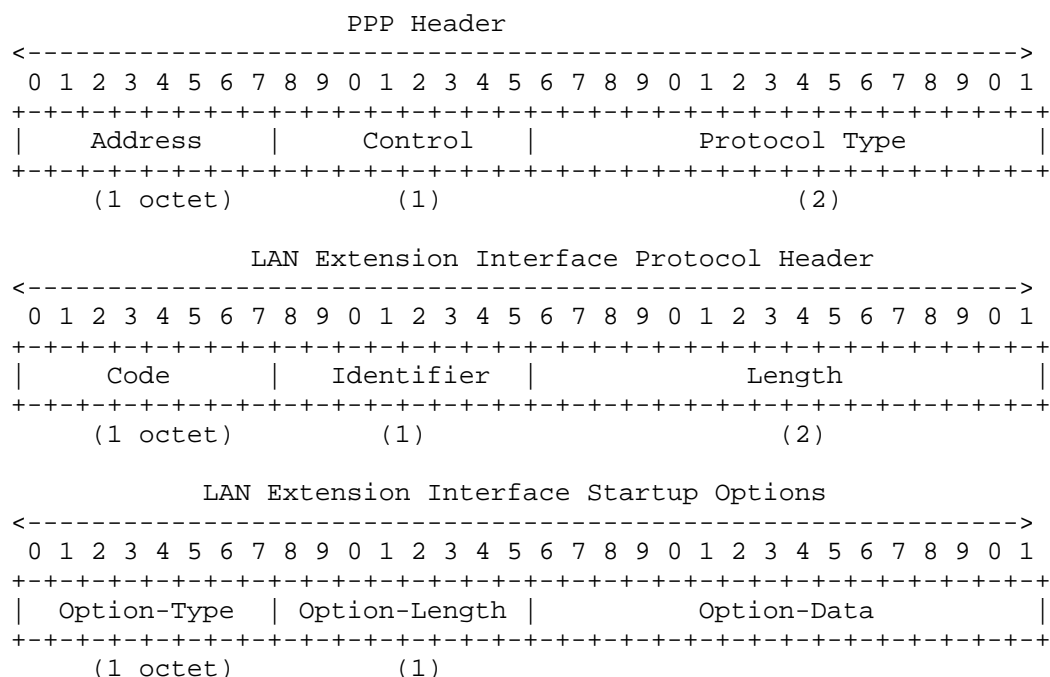 PPP Header
<-------------------------------------------------------------->
 0 1 2 3 4 5 6 7 8 9 0 1 2 3 4 5 6 7 8 9 0 1 2 3 4 5 6 7 8 9 0 1
+-+-+-+-+-+-+-+-+-+-+-+-+-+-+-+-+-+-+-+-+-+-+-+-+-+-+-+-+-+-+-+-+
|    Address    |     Control   |          Protocol Type        |
+-+-+-+-+-+-+-+-+-+-+-+-+-+-+-+-+-+-+-+-+-+-+-+-+-+-+-+-+-+-+-+-+
     (1 octet)          (1)                     (2)
               LAN Extension Interface Protocol Header
<-------------------------------------------------------------->
 0 1 2 3 4 5 6 7 8 9 0 1 2 3 4 5 6 7 8 9 0 1 2 3 4 5 6 7 8 9 0 1
+-+-+-+-+-+-+-+-+-+-+-+-+-+-+-+-+-+-+-+-+-+-+-+-+-+-+-+-+-+-+-+-+
|     Code      |   Identifier  |             Length            |
+-+-+-+-+-+-+-+-+-+-+-+-+-+-+-+-+-+-+-+-+-+-+-+-+-+-+-+-+-+-+-+-+
     (1 octet)         (1)                     (2)
            LAN Extension Interface Startup Options
<-------------------------------------------------------------->
 0 1 2 3 4 5 6 7 8 9 0 1 2 3 4 5 6 7 8 9 0 1 2 3 4 5 6 7 8 9 0 1
+-+-+-+-+-+-+-+-+-+-+-+-+-+-+-+-+-+-+-+-+-+-+-+-+-+-+-+-+-+-+-+-+
|  Option-Type  | Option-Length |          Option-Data          |
+-+-+-+-+-+-+-+-+-+-+-+-+-+-+-+-+-+-+-+-+-+-+-+-+-+-+-+-+-+-+-+-+
     (1 octet)          (1)